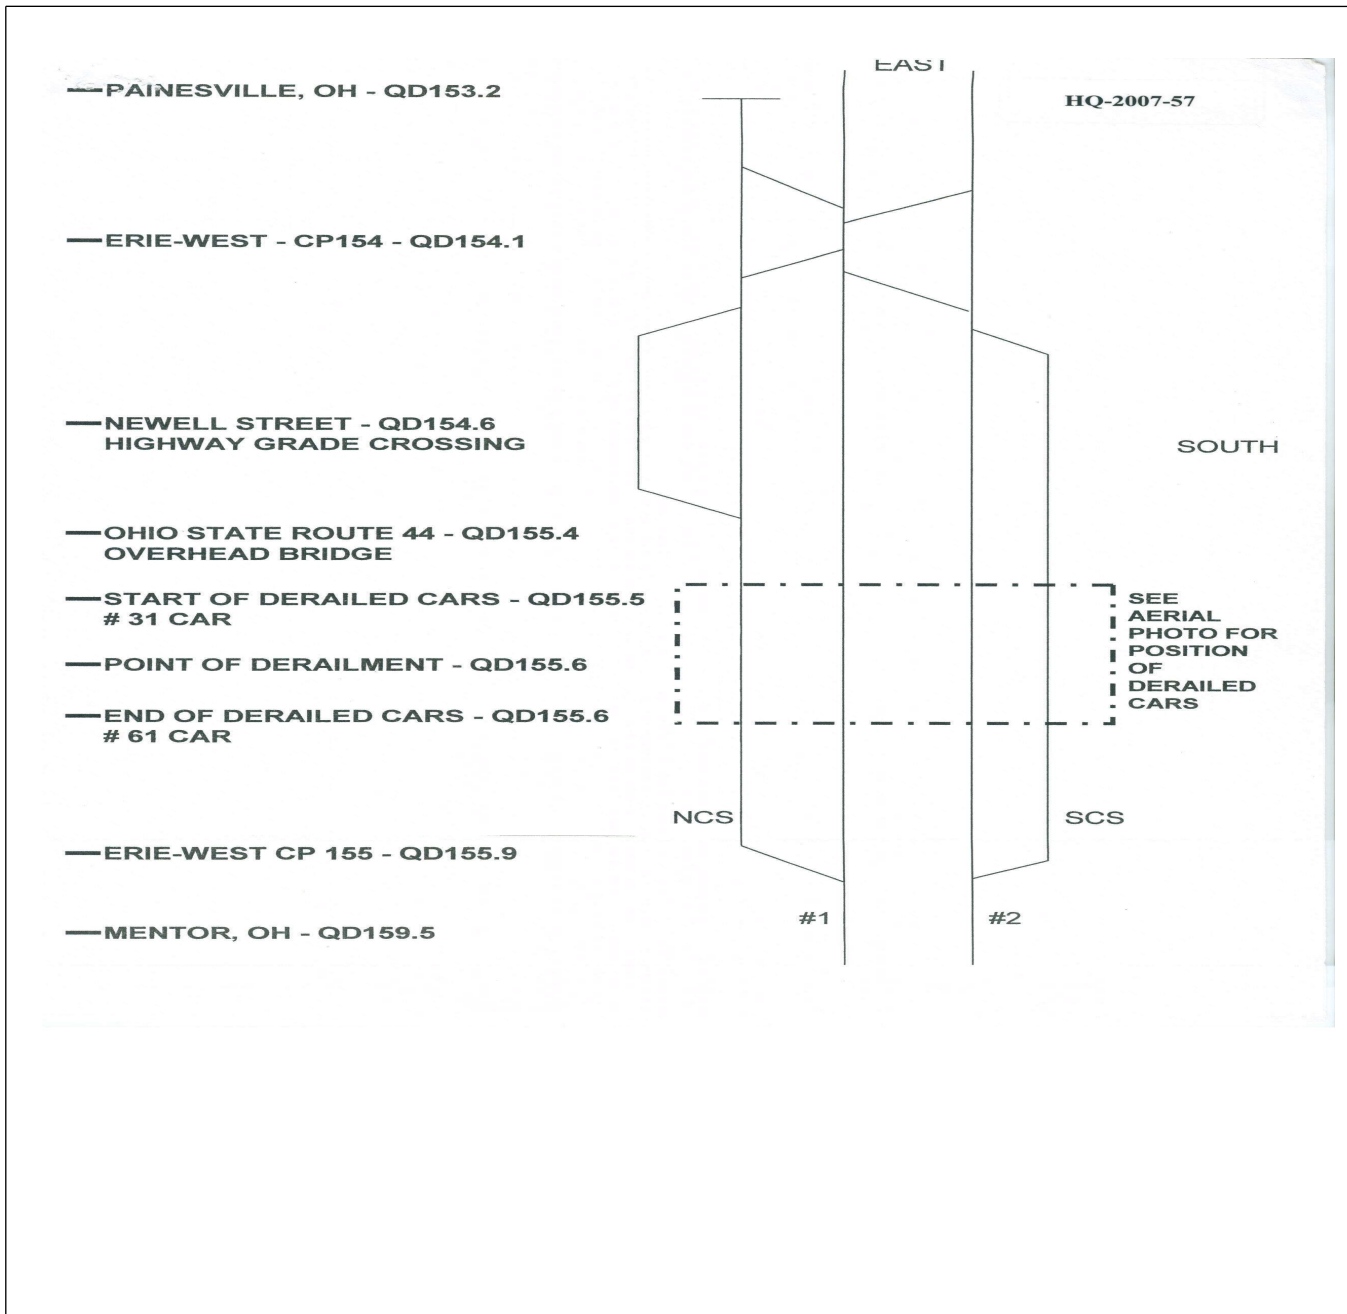 EAST
PAINESVILLE, OH - QD153.2
HQ-2007-57
ERIE-WEST - CP154 - QD154.1
NEWELL STREET - QD154.6
HIGHWAY GRADE CROSSING
SOUTH
OHIO STATE ROUTE 44 - QD155.4
OVERHEAD BRIDGE
START OF DERAILED CARS - QD155.5
# 31 CAR
POINT OF DERAILMENT - QD155.6
END OF DERAILED CARS - QD155.6
# 61 CAR
SEE
AERIAL
PHOTO FOR
POSITION
OF
DERAILED
CARS
NCS
SCS
ERIE-WEST CP 155 - QD155.9
#1
#2
MENTOR, OH - QD159.5